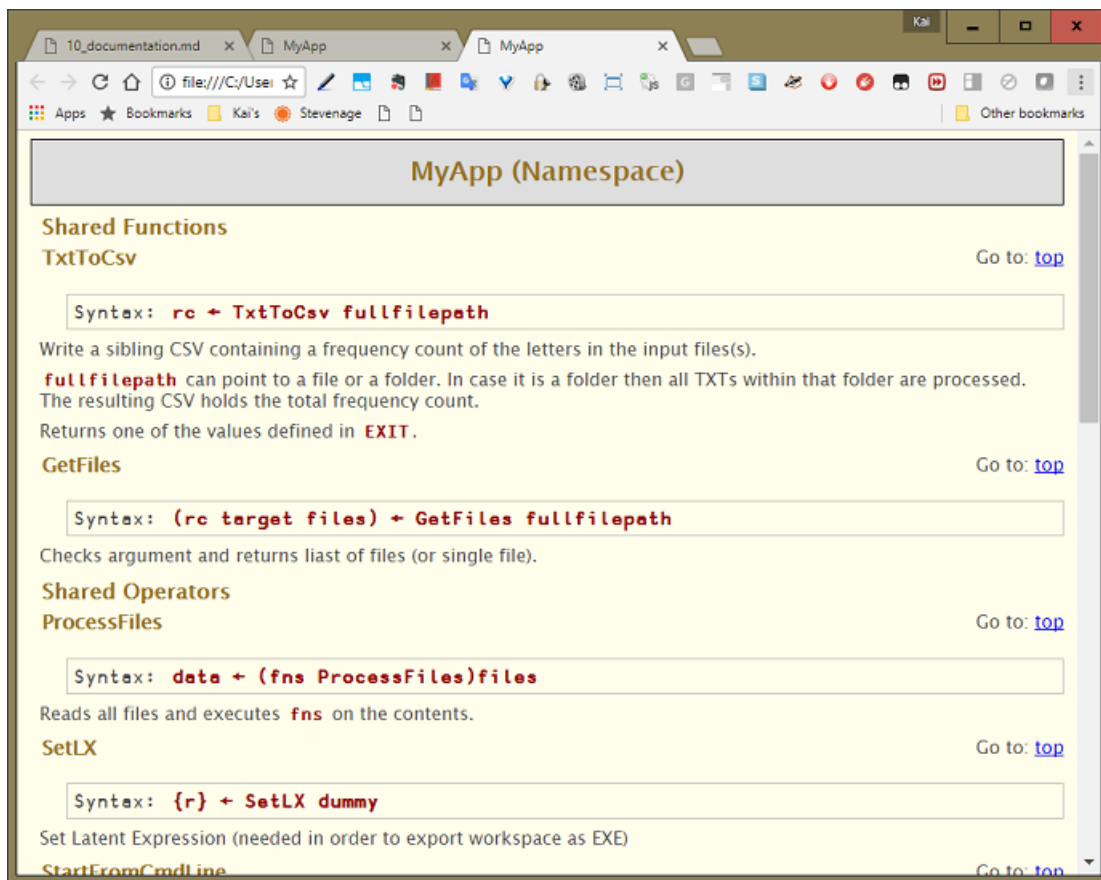 Kai
10_documentation.md
MyApp
MyApp
file:///C:/User
Apps Bookmarks Kai's Stevenage Other bookmarks
MyApp (Namespace)
Shared Functions
TxtToCsv Go to: top
Syntax: rc ← TxtToCsv fullfilepath
Write a sibling CSV containing a frequency count of the letters in the input files(s).
fullfilepath can point to a file or a folder. In case it is a folder then all TXTs within that folder are processed.
The resulting CSV holds the total frequency count.
Returns one of the values defined in EXIT.
GetFiles Go to: top
Syntax: (rc target files) ← GetFiles fullfilepath
Checks argument and returns liast of files (or single file).
Shared Operators
ProcessFiles Go to: top
Syntax: data ← (fns ProcessFiles)files
Reads all files and executes fns on the contents.
SetLX Go to: top
Syntax: {r} ← SetLX dummy
Set Latent Expression (needed in order to export workspace as EXE)
StartFromCmdLine Go to: top